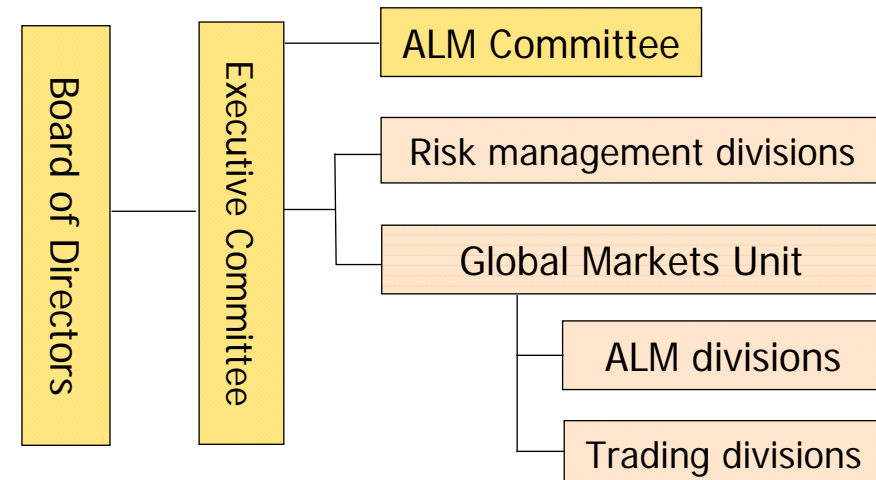 Board of Directors
Executive Committee
ALM Committee
Risk management divisions
Global Markets Unit
ALM divisions
Trading divisions